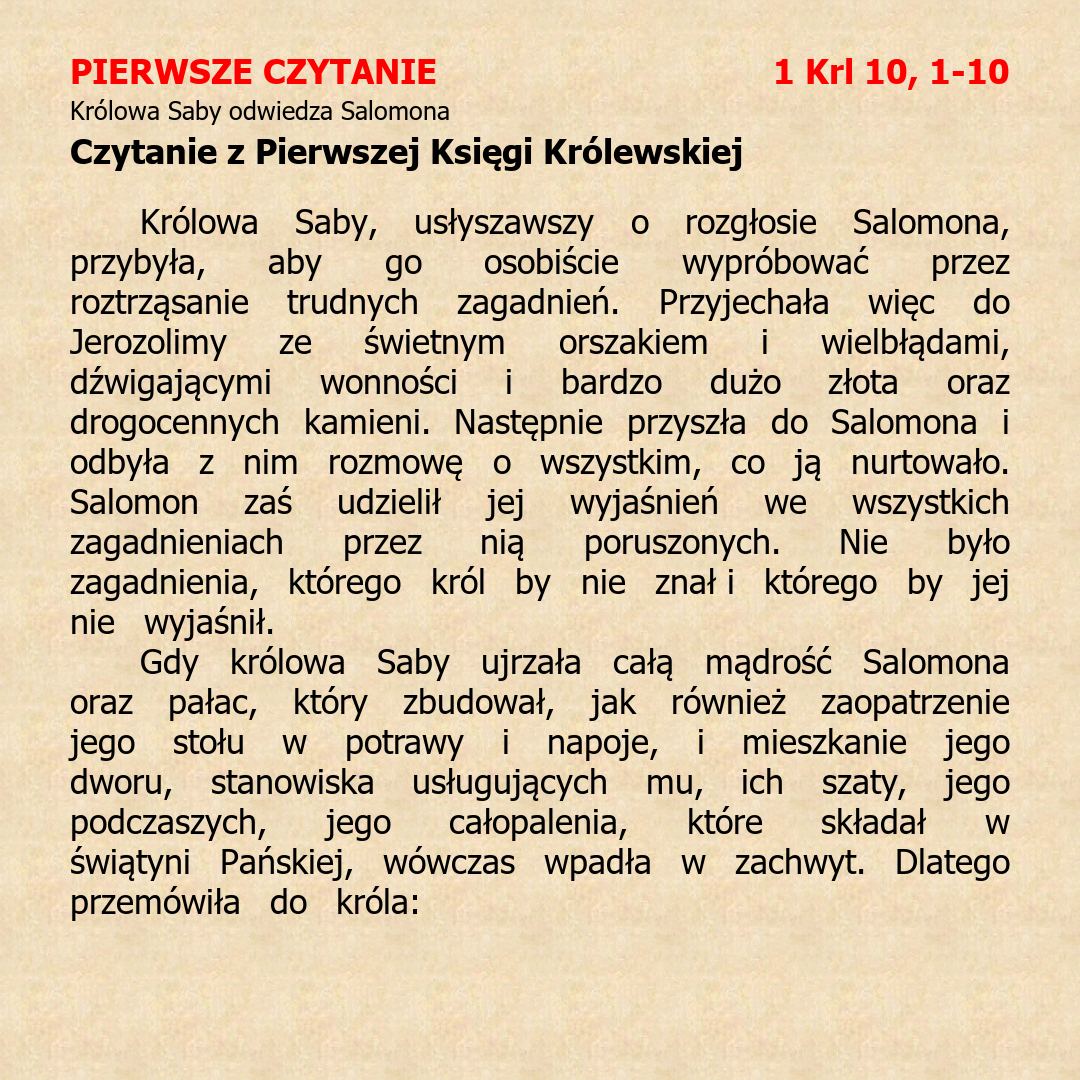 PIERWSZE CZYTANIE 1 Krl 10, 1-10
Królowa Saby odwiedza Salomona
Czytanie z Pierwszej Księgi Królewskiej
Królowa Saby, usłyszawszy o rozgłosie Salomona,
przybyła, aby go osobiście wypróbować przez
roztrząsanie trudnych zagadnień. Przyjechała więc do
Jerozolimy ze świetnym orszakiem i wielbłądami,
dźwigającymi wonności i bardzo dużo złota oraz
drogocennych kamieni. Następnie przyszła do Salomona i
odbyła z nim rozmowę o wszystkim, co ją nurtowało.
Salomon zaś udzielił jej wyjaśnień we wszystkich
zagadnieniach przez nią poruszonych. Nie było
zagadnienia, którego król by nie znał i którego by jej
nie wyjaśnił.
Gdy królowa Saby ujrzała całą mądrość Salomona
oraz pałac, który zbudował, jak również zaopatrzenie
jego stołu w potrawy i napoje, i mieszkanie jego
dworu, stanowiska usługujących mu, ich szaty, jego
podczaszych, jego całopalenia, które składał w
świątyni Pańskiej, wówczas wpadła w zachwyt. Dlatego
przemówiła do króla: